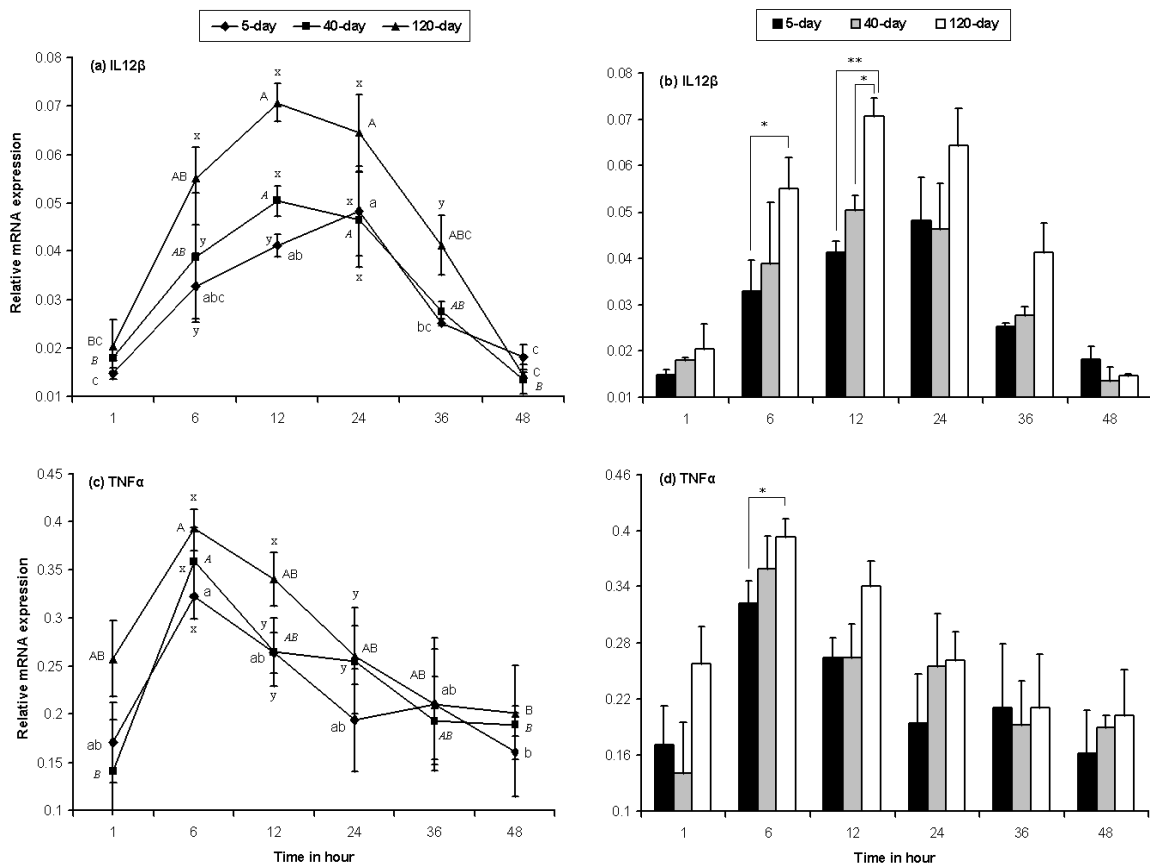 5-day 40-day 120-day
(a) IL12β
Relative mRNA expression
0.08
0.07
0.06
0.05
0.04
0.03
0.02
0.01
1 6 12 24 36 48
BC
B
c
x
AB
AB
y
abc
y
x
A
x
A
y
ab
x
A
x
a
A
x
y
ABC
AB
bc
c
C
B
5-day 40-day 120-day
(b) IL12β
0.08
0.07
0.06
0.05
0.04
0.03
0.02
0.01
*
**
*
1 6 12 24 36 48
(c) TNFα
Relative mRNA expression
0.45
0.4
0.35
0.3
0.25
0.2
0.15
0.1
1 6 12 24 36 48
Time in hour
AB
ab
B
x
A
A
x
a
x
x
AB
y
AB
ab
y
y
AB
y
ab
AB
ab
AB
B
B
b
(d) TNFα
0.46
0.4
0.34
0.28
0.22
0.16
0.1
*
1 6 12 24 36 48
Time in hour